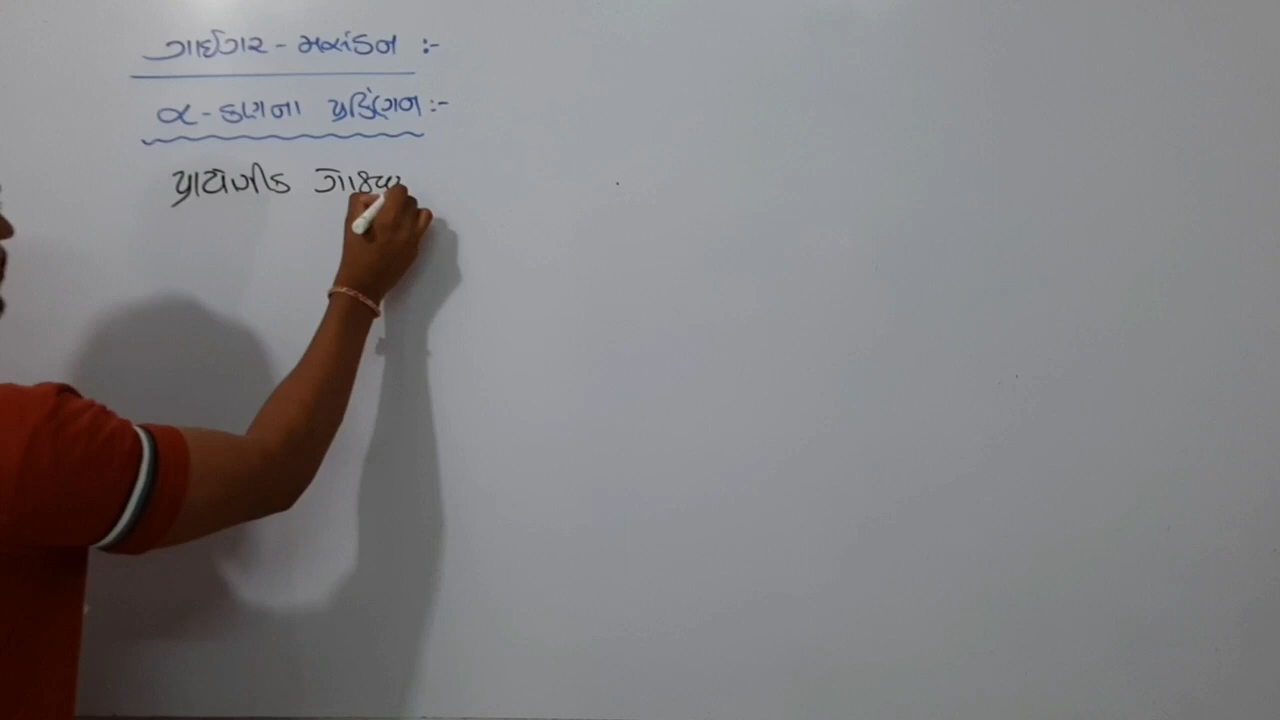 ગાઈગર - મર્સડન :-
α - કણના પ્રકિર્ણન :-
પ્રાયોગીક ગોઠવ